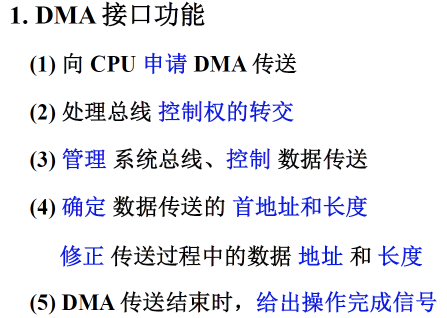 1. DMA 接口功能
(1) 向 CPU 申请 DMA 传送
(2) 处理总线 控制权的转交
(3) 管理 系统总线、控制 数据传送
(4) 确定 数据传送的 首地址和长度
修正 传送过程中的数据 地址 和 长度
(5) DMA 传送结束时，给出操作完成信号